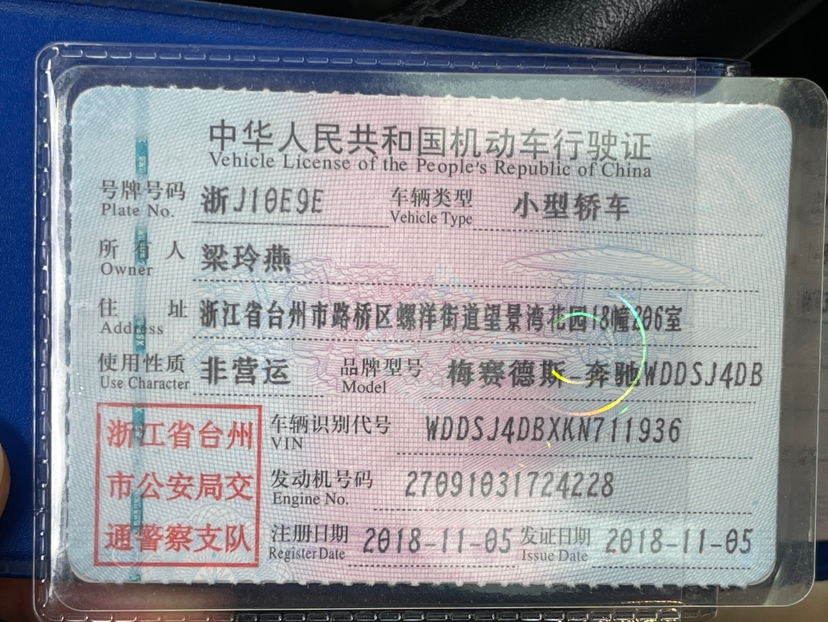 中华人民共和国机动车行驶证
Vehicle License of the People's Republic of China
号牌号码 浙J10E9E 车辆类型 小型轿车
Plate No. Vehicle Type
所有人 梁玲燕
Owner
住址 浙江省台州市路桥区螺洋街道望景湾花园18幢206室
Address
使用性质 非营运 品牌型号 梅赛德斯-奔驰WDDSJ4DB
Use Character Model
浙江省台州 车辆识别代号 WDDSJ4DBXKN711936
VIN
市公安局交 发动机号码 27091031724228
Engine No.
通警察支队 注册日期 2018-11-05 发证日期 2018-11-05
Register Date Issue Date